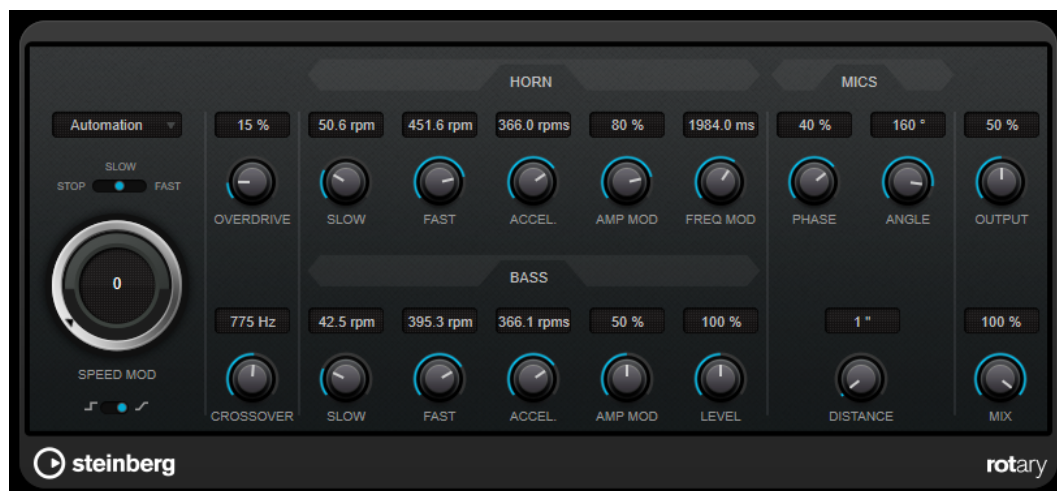 HORN MICS
Automation 15 % 50.6 rpm 451.6 rpm 366.0 rpms 80 % 1984.0 ms 40 % 160 ° 50 %
SLOW
STOP FAST
OVERDRIVE SLOW FAST ACCEL. AMP MOD FREQ MOD PHASE ANGLE OUTPUT
BASS
0
775 Hz 42.5 rpm 395.3 rpm 366.1 rpms 50 % 100 % 1 " 100 %
SPEED MOD
CROSSOVER SLOW FAST ACCEL. AMP MOD LEVEL DISTANCE MIX
steinberg rotary